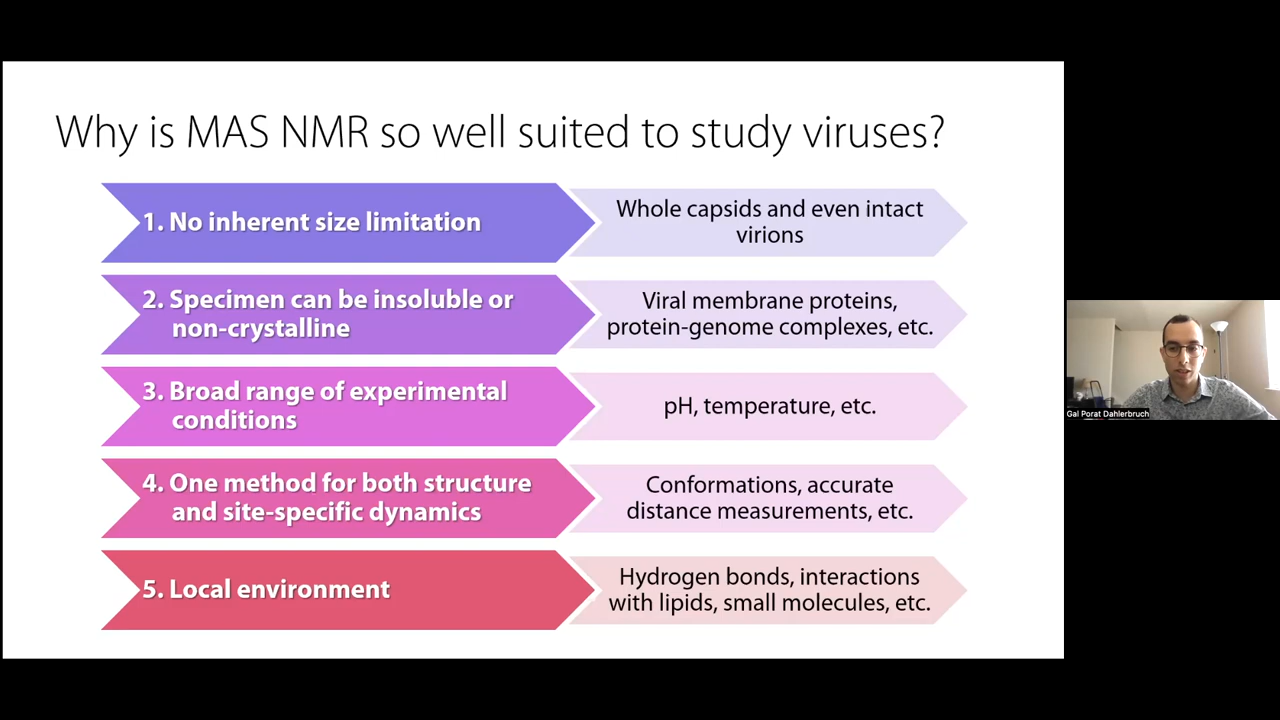 Why is MAS NMR so well suited to study viruses?
1. No inherent size limitation
Whole capsids and even intact
virions
2. Specimen can be insoluble or
non-crystalline
Viral membrane proteins,
protein-genome complexes, etc.
3. Broad range of experimental
conditions
pH, temperature, etc.
4. One method for both structure
and site-specific dynamics
Conformations, accurate
distance measurements, etc.
5. Local environment
Hydrogen bonds, interactions
with lipids, small molecules, etc.
Gal Porat Dahlerbruch